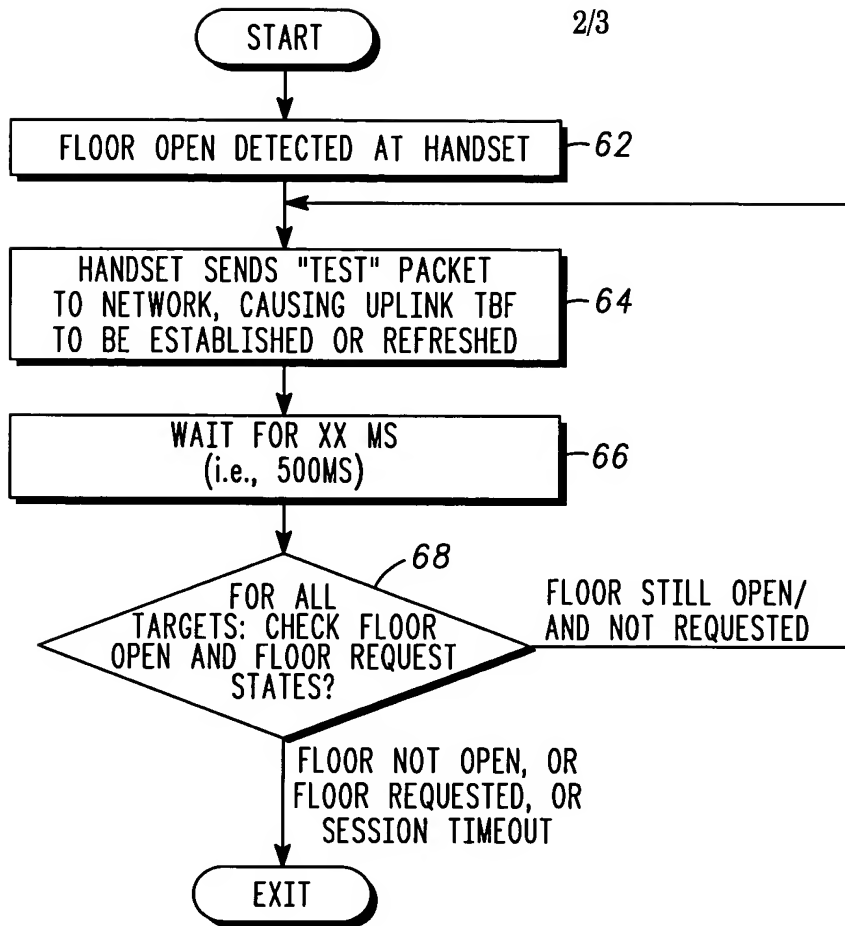 START
2/3
FLOOR OPEN DETECTED AT HANDSET
62
HANDSET SENDS "TEST" PACKET
TO NETWORK, CAUSING UPLINK TBF
TO BE ESTABLISHED OR REFRESHED
64
WAIT FOR XX MS
(i.e., 500MS)
66
68
FOR ALL
TARGETS: CHECK FLOOR
OPEN AND FLOOR REQUEST
STATES?
FLOOR STILL OPEN/
AND NOT REQUESTED
FLOOR NOT OPEN, OR
FLOOR REQUESTED, OR
SESSION TIMEOUT
EXIT